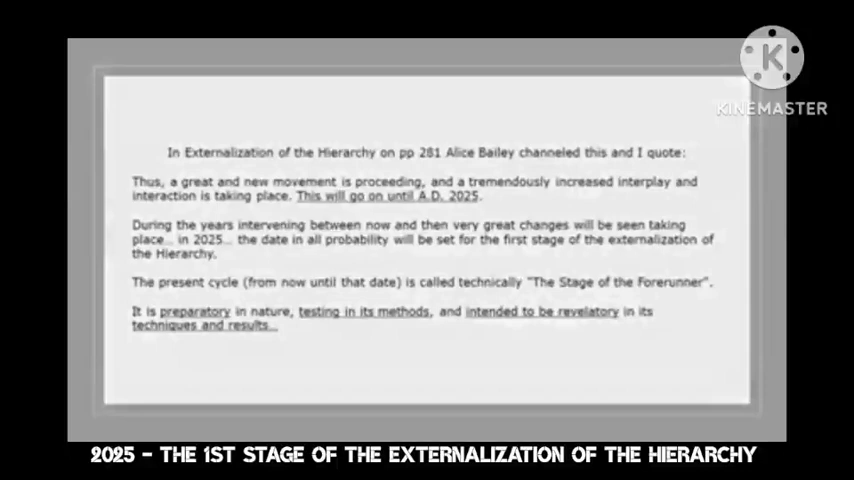 KINEMASTER
In Externalization of the Hierarchy on pp 281 Alice Bailey channeled this and I quote:
Thus, a great and new movement is proceeding, and a tremendously increased interplay and
interaction is taking place. This will go on until A.D. 2025.
During the years intervening between now and then very great changes will be seen taking
place... in 2025... the date in all probability will be set for the first stage of the externalization of
the Hierarchy.
The present cycle (from now until that date) is called technically "The Stage of the Forerunner".
It is preparatory in nature, testing in its methods, and intended to be revelatory in its
techniques and results...
2025 - THE 1ST STAGE OF THE EXTERNALIZATION OF THE HIERARCHY